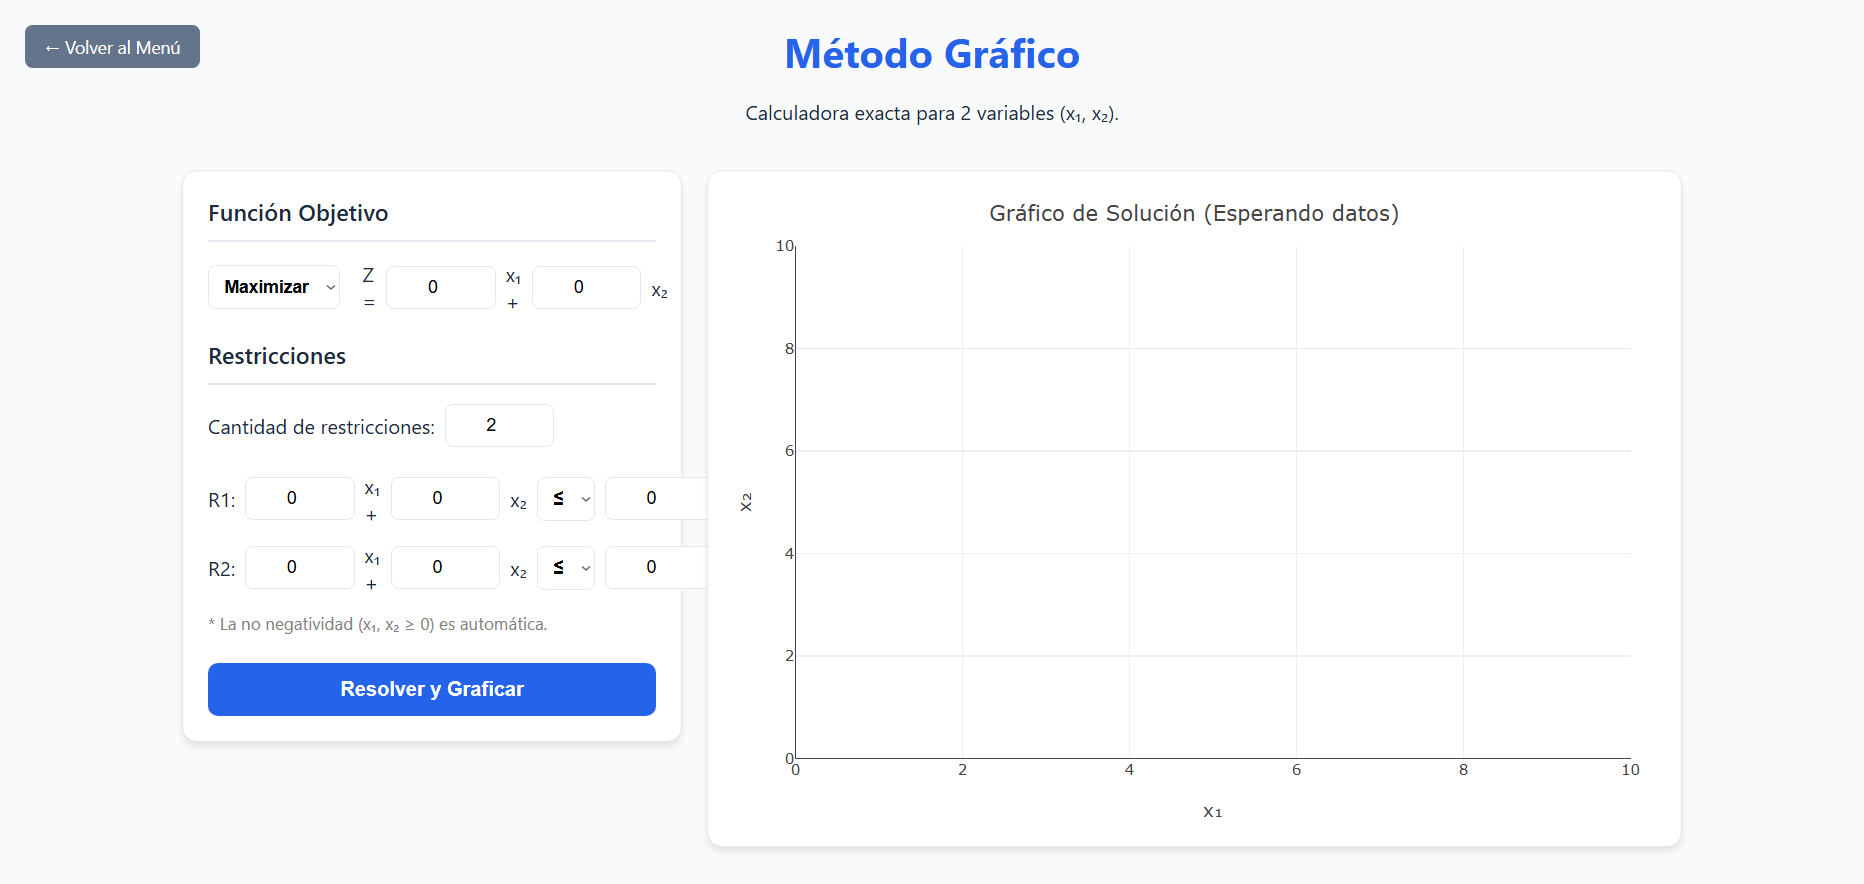 ← Volver al Menú
Método Gráfico
Calculadora exacta para 2 variables (x₁, x₂).
Función Objetivo
Maximizar Z = 0 x₁ + 0 x₂
Restricciones
Cantidad de restricciones: 2
R1: 0 x₁ + 0 x₂ ≤ 0
R2: 0 x₁ + 0 x₂ ≤ 0
* La no negatividad (x₁, x₂ ≥ 0) es automática.
Resolver y Graficar
Gráfico de Solución (Esperando datos)
10
8
6
4
2
0
x₂
0 2 4 6 8 10
x₁